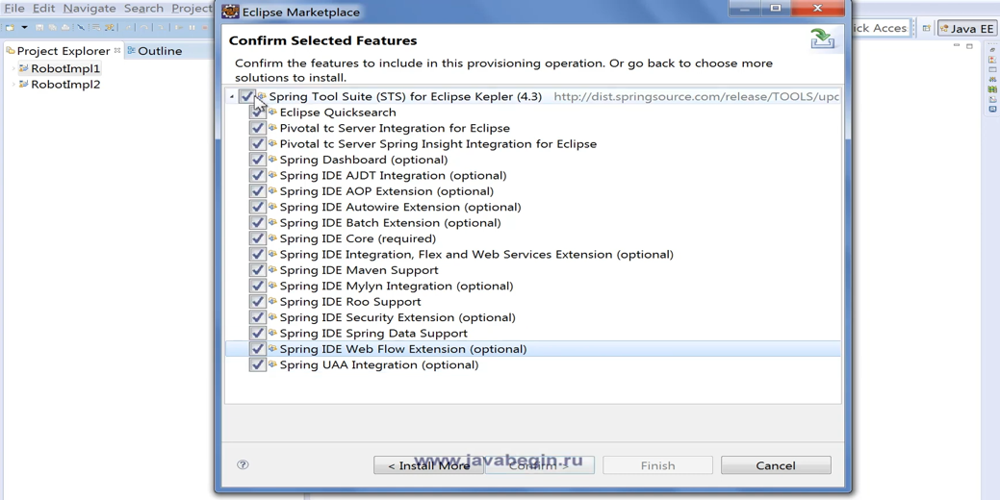 Eclipse Marketplace
File Edit Navigate Search Project
Project Explorer
Outline
RobotImpl1
RobotImpl2
Java EE
Confirm Selected Features
Confirm the features to include in this provisioning operation. Or go back to choose more
solutions to install.
Spring Tool Suite (STS) for Eclipse Kepler (4.3) http://dist.springsource.com/release/TOOLS/upd
Eclipse Quicksearch
Pivotal tc Server Integration for Eclipse
Pivotal tc Server Spring Insight Integration for Eclipse
Spring Dashboard (optional)
Spring IDE AJDT Integration (optional)
Spring IDE AOP Extension (optional)
Spring IDE Autowire Extension (optional)
Spring IDE Batch Extension (optional)
Spring IDE Core (required)
Spring IDE Integration, Flex and Web Services Extension (optional)
Spring IDE Maven Support
Spring IDE Mylyn Integration (optional)
Spring IDE Roo Support
Spring IDE Security Extension (optional)
Spring IDE Spring Data Support
Spring IDE Web Flow Extension (optional)
Spring UAA Integration (optional)
www.javabegin.ru
< Install More
Confirm >
Finish
Cancel